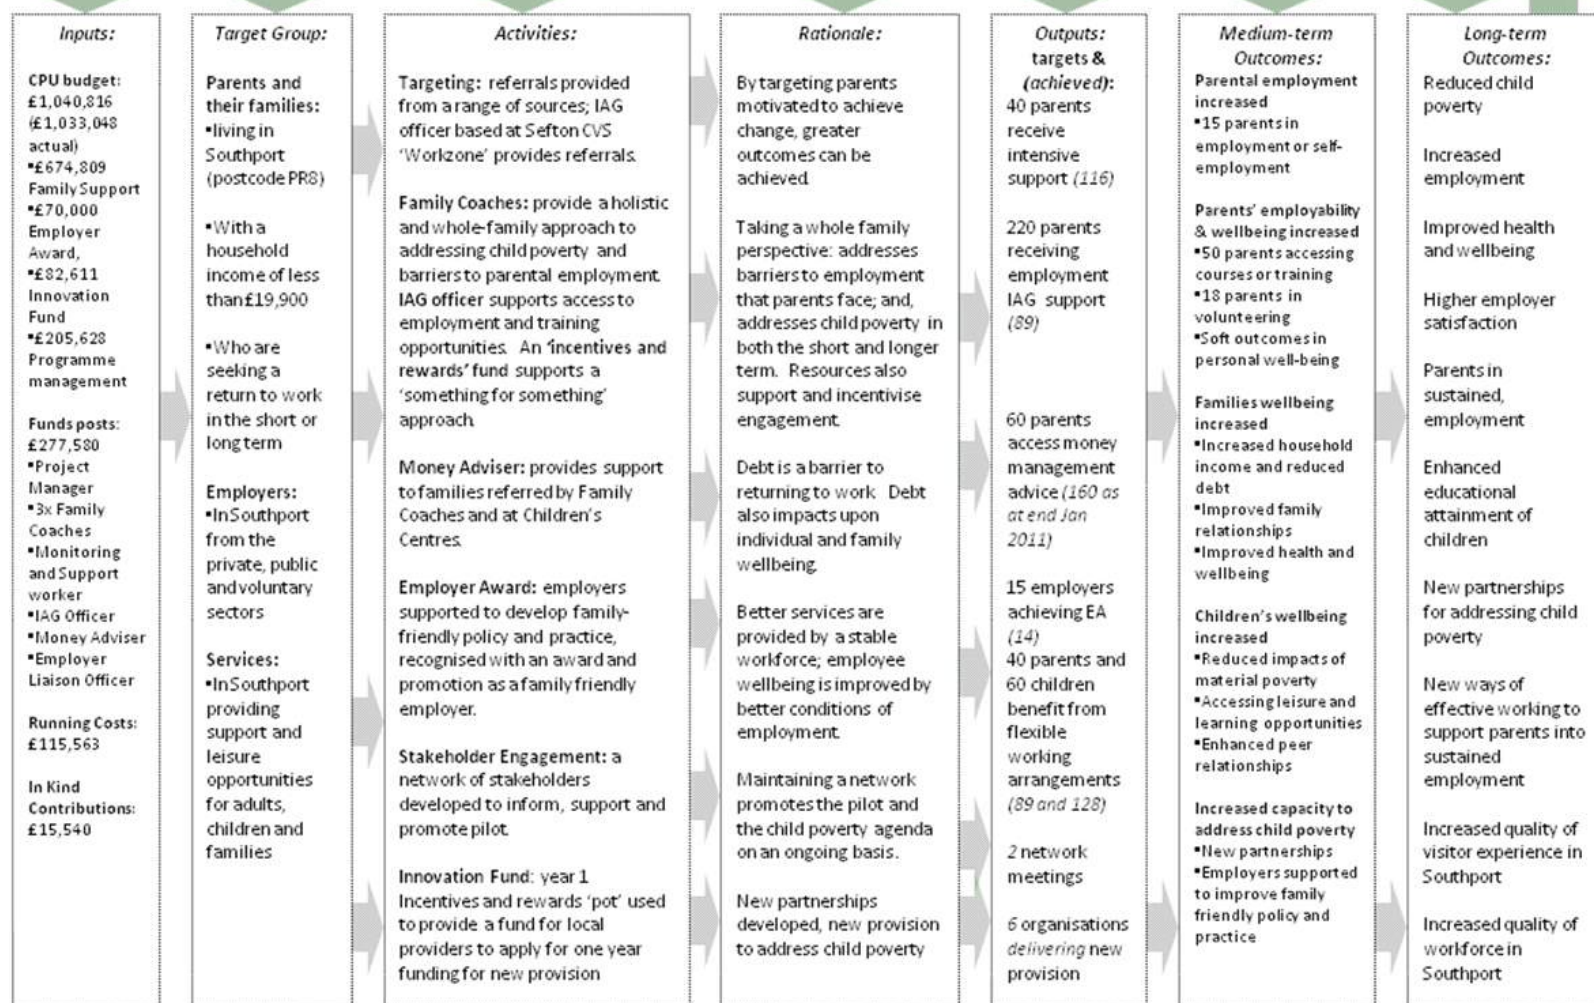 Inputs:
CPU budget:
£1,040,816
(£1,033,048
actual)
▪£674,809
Family Support
▪£70,000
Employer
Award,
▪£82,611
Innovation
Fund
▪£205,628
Programme
management
Funds posts:
£277,580
▪Project
Manager
▪3x Family
Coaches
▪Monitoring
and Support
worker
▪IAG Officer
▪Money Adviser
▪Employer
Liaison Officer
Running Costs:
£115,563
In Kind
Contributions:
£15,540
Target Group:
Parents and
their families:
▪living in
Southport
(postcode PR8)
▪With a
household
income of less
than £19,900
▪Who are
seeking a
return to work
in the short or
long term
Employers:
▪In Southport
from the
private, public
and voluntary
sectors
Services:
▪In Southport
providing
support and
leisure
opportunities
for adults,
children and
families
Activities:
Targeting: referrals provided
from a range of sources; IAG
officer based at Sefton CVS
'Workzone' provides referrals.
Family Coaches: provide a holistic
and whole-family approach to
addressing child poverty and
barriers to parental employment.
IAG officer supports access to
employment and training
opportunities. An 'incentives and
rewards' fund supports a
'something for something'
approach.
Money Adviser: provides support
to families referred by Family
Coaches and at Children's
Centres.
Employer Award: employers
supported to develop family-
friendly policy and practice,
recognised with an award and
promotion as a family friendly
employer.
Stakeholder Engagement: a
network of stakeholders
developed to inform, support and
promote pilot.
Innovation Fund: year 1
Incentives and rewards 'pot' used
to provide a fund for local
providers to apply for one year
funding for new provision
Rationale:
By targeting parents
motivated to achieve
change, greater
outcomes can be
achieved.
Taking a whole family
perspective: addresses
barriers to employment
that parents face; and,
addresses child poverty in
both the short and longer
term. Resources also
support and incentivise
engagement.
Debt is a barrier to
returning to work. Debt
also impacts upon
individual and family
wellbeing.
Better services are
provided by a stable
workforce; employee
wellbeing is improved by
better conditions of
employment.
Maintaining a network
promotes the pilot and
the child poverty agenda
on an ongoing basis.
New partnerships
developed, new provision
to address child poverty
Outputs:
targets &
(achieved):
40 parents
receive
intensive
support (116)
220 parents
receiving
employment
IAG support
(89)
60 parents
access money
management
advice (160 as
at end Jan
2011)
15 employers
achieving EA
(14)
40 parents and
60 children
benefit from
flexible
working
arrangements
(89 and 128)
2 network
meetings
6 organisations
delivering new
provision
Medium-term
Outcomes:
Parental employment
increased
▪15 parents in
employment or self-
employment
Parents' employability
& wellbeing increased
▪50 parents accessing
courses or training
▪18 parents in
volunteering
▪Soft outcomes in
personal well-being
Families wellbeing
increased
▪Increased household
income and reduced
debt
▪Improved family
relationships
▪Improved health and
wellbeing
Children's wellbeing
increased
▪Reduced impacts of
material poverty
▪Accessing leisure and
learning opportunities
▪Enhanced peer
relationships
Increased capacity to
address child poverty
▪New partnerships
▪Employers supported
to improve family
friendly policy and
practice
Long-term
Outcomes:
Reduced child
poverty
Increased
employment
Improved health
and wellbeing
Higher employer
satisfaction
Parents in
sustained,
employment
Enhanced
educational
attainment of
children
New partnerships
for addressing child
poverty
New ways of
effective working to
support parents into
sustained
employment
Increased quality of
visitor experience in
Southport
Increased quality of
workforce in
Southport